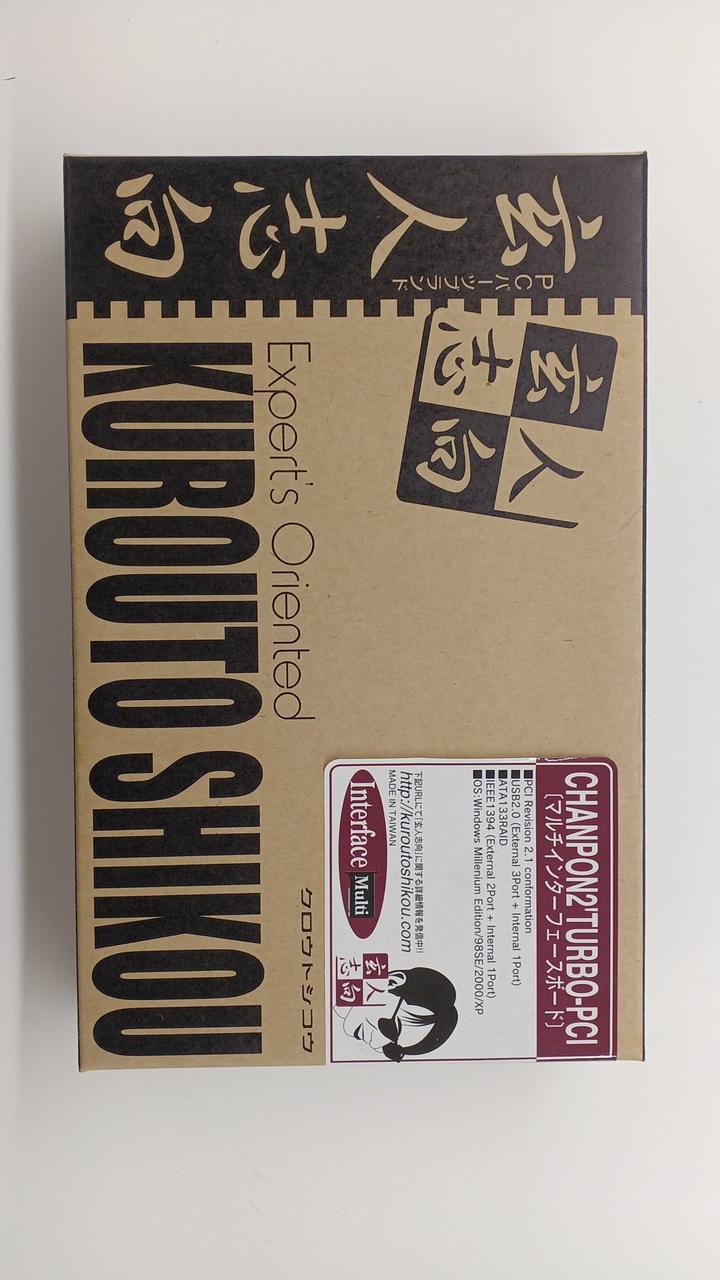 玄人志向
PCパーツブランド
玄人
志向
Expert's Oriented
KUROUTO SHIKOU
クロウトシコウ
CHANPON2'TURBO-PCI
［マルチインターフェースボード］
■PCI Revision 2.1 conformation
■USB2.0 (External 3Port + Internal 1Port)
■ATA133RAID
■IEEE1394 (External 2Port + Internal 1Port)
■OS:Windows Millenium Edition/98SE/2000/XP
下記URLにて「玄人志向」に関する詳細情報を発信中!!
http://kuroutoshikou.com
MADE IN TAIWAN
Interface Multi
玄人
志向